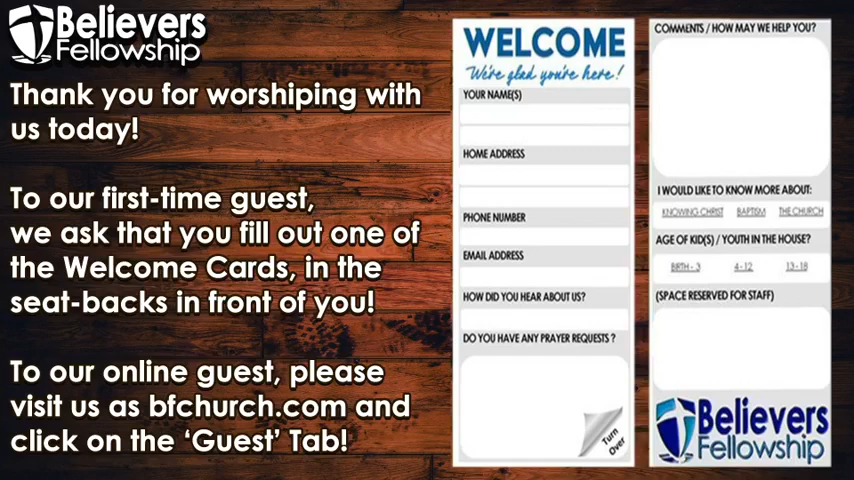 Believers
Fellowship
Thank you for worshiping with
us today!
To our first-time guest,
we ask that you fill out one of
the Welcome Cards, in the
seat-backs in front of you!
To our online guest, please
visit us as bfchurch.com and
click on the ‘Guest’ Tab!
WELCOME
We're glad you're here!
YOUR NAME(S)
HOME ADDRESS
PHONE NUMBER
EMAIL ADDRESS
HOW DID YOU HEAR ABOUT US?
DO YOU HAVE ANY PRAYER REQUESTS ?
Turn
Over
COMMENTS / HOW MAY WE HELP YOU?
I WOULD LIKE TO KNOW MORE ABOUT:
KNOWING CHRIST BAPTISM THE CHURCH
AGE OF KID(S) / YOUTH IN THE HOUSE?
BIRTH - 3 4 -12 13 -18
(SPACE RESERVED FOR STAFF)
Believers
Fellowship